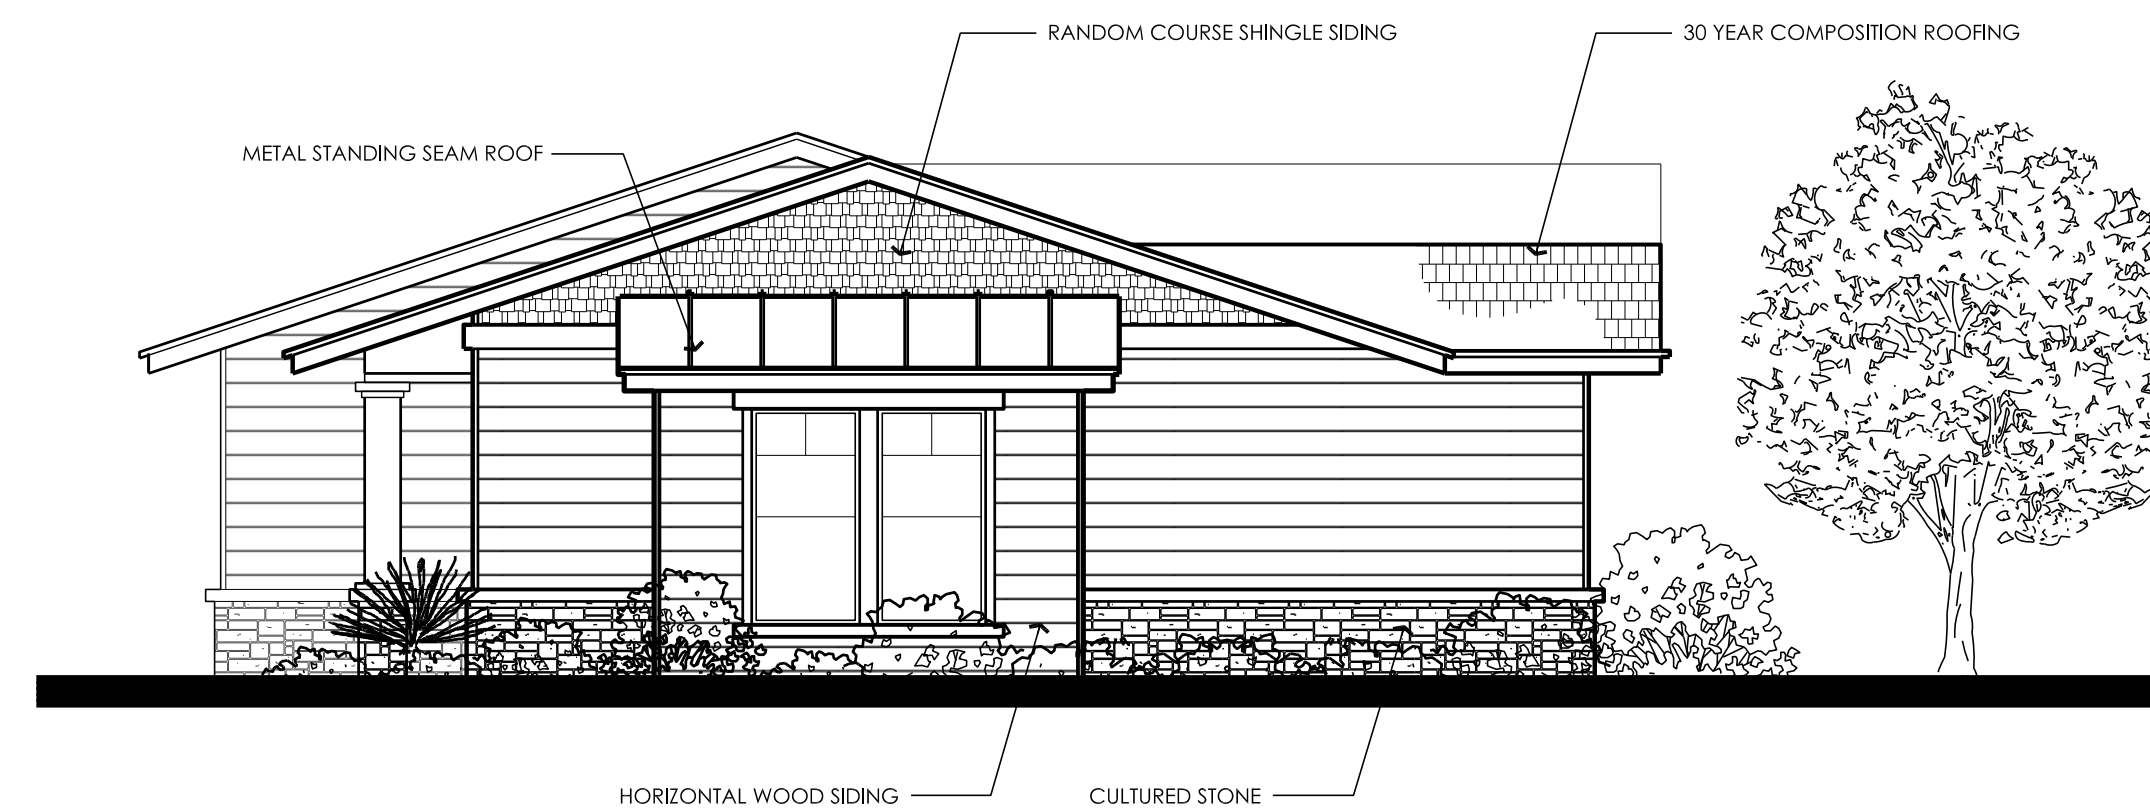 RANDOM COURSE SHINGLE SIDING
30 YEAR COMPOSITION ROOFING
METAL STANDING SEAM ROOF
HORIZONTAL WOOD SIDING
CULTURED STONE